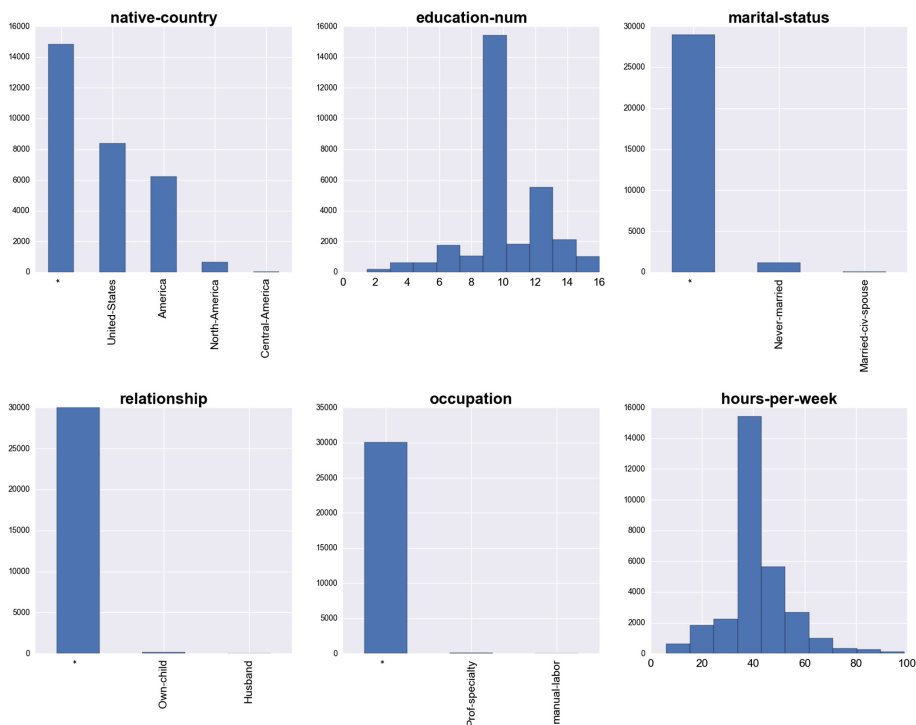 native-country
16000
14000
12000
10000
8000
6000
4000
2000
0
*
United-States
America
North-America
Central-America
education-num
16000
14000
12000
10000
8000
6000
4000
2000
0
0 2 4 6 8 10 12 14 16
marital-status
30000
25000
20000
15000
10000
5000
0
*
Never-married
Married-civ-spouse
relationship
30000
25000
20000
15000
10000
5000
0
*
Own-child
Husband
occupation
35000
30000
25000
20000
15000
10000
5000
0
*
Prof-specialty
manual-labor
hours-per-week
16000
14000
12000
10000
8000
6000
4000
2000
0
0 20 40 60 80 100